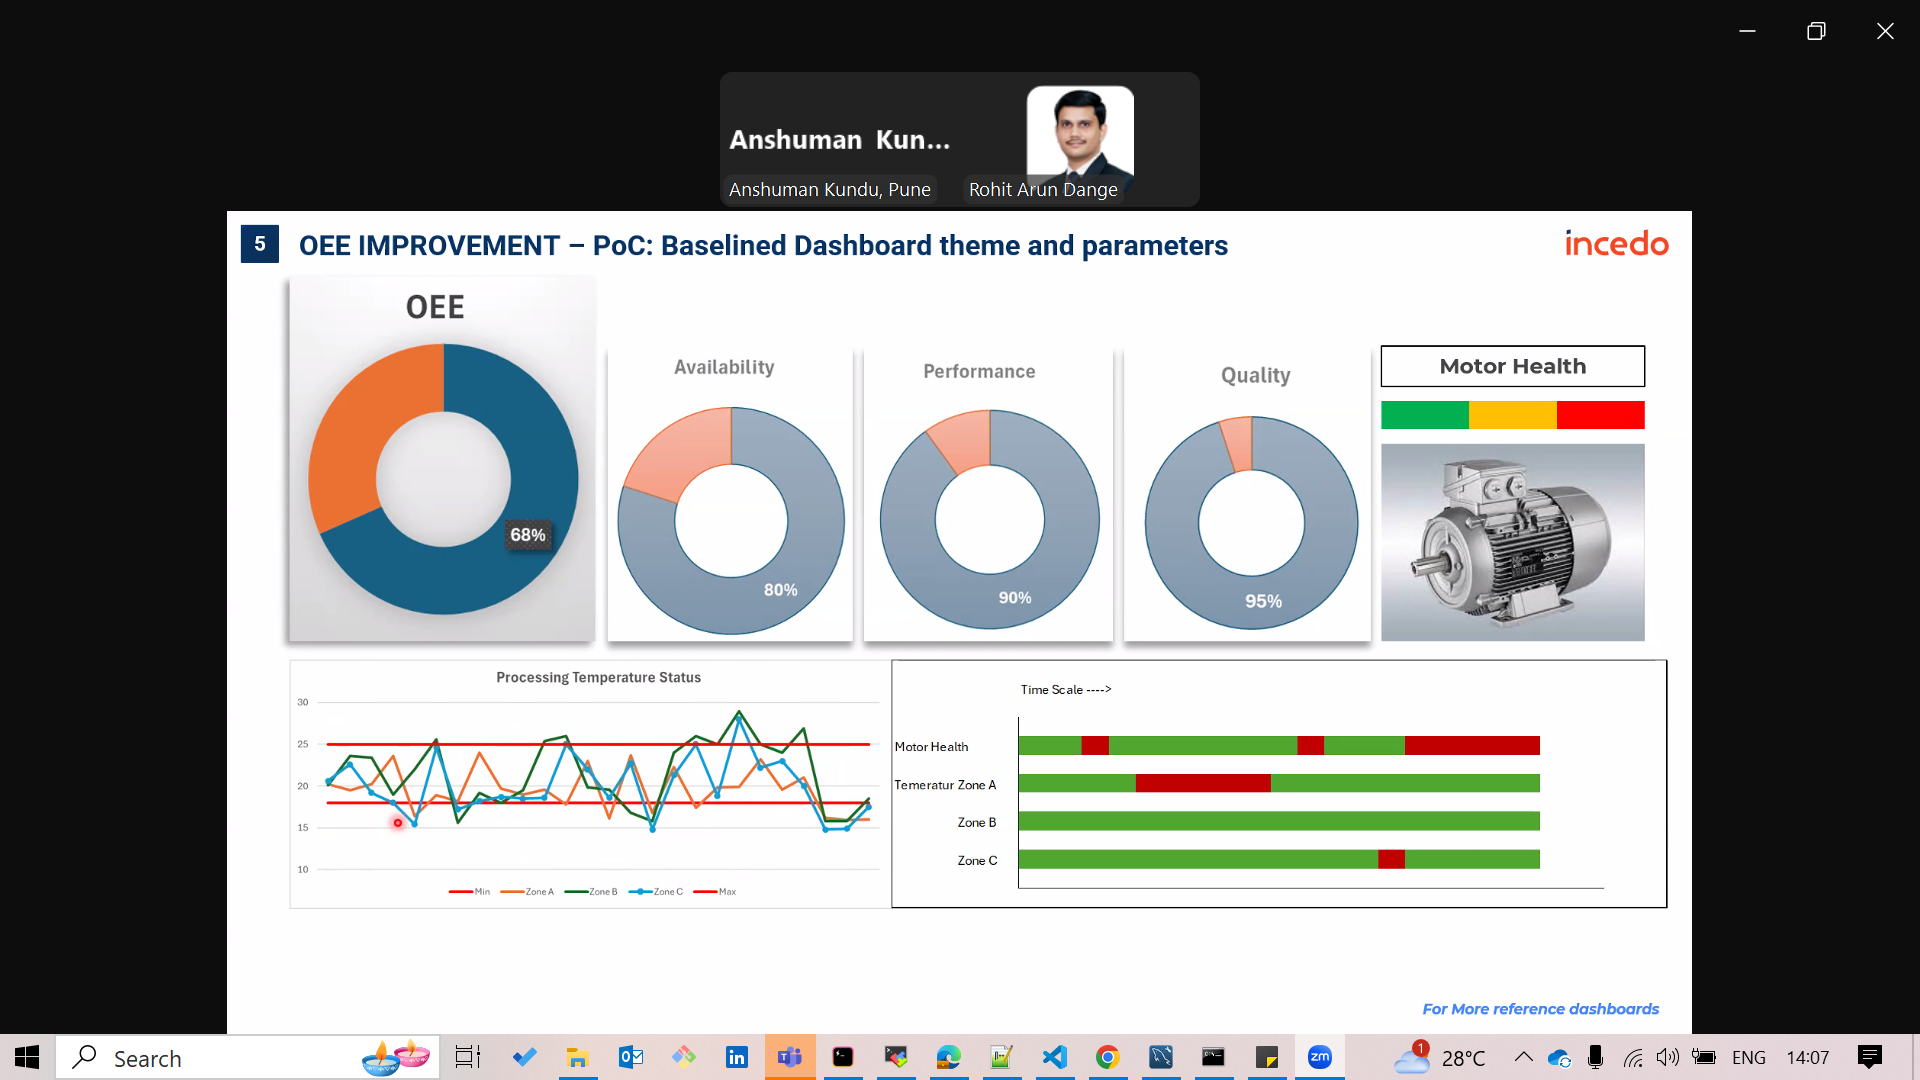 Anshuman Kun...
Anshuman Kundu, Pune
Rohit Arun Dange
5
OEE IMPROVEMENT – PoC: Baselined Dashboard theme and parameters
incedo
OEE
68%
Availability
80%
Performance
90%
Quality
95%
Motor Health
Processing Temperature Status
30
25
20
15
10
Min
Zone A
Zone B
Zone C
Max
Time Scale ---->
Motor Health
Temeratur Zone A
Zone B
Zone C
For More reference dashboards
Search
zm
1
28°C
ENG
14:07